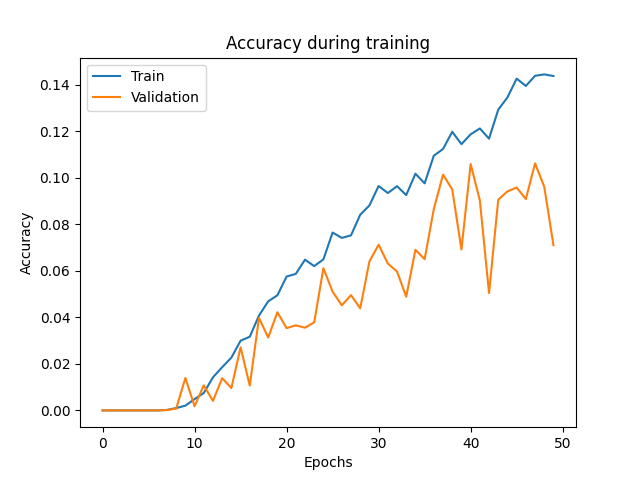 Accuracy during training
Train
Validation
0.14
0.12
0.10
0.08
0.06
0.04
0.02
0.00
Accuracy
0 10 20 30 40 50
Epochs